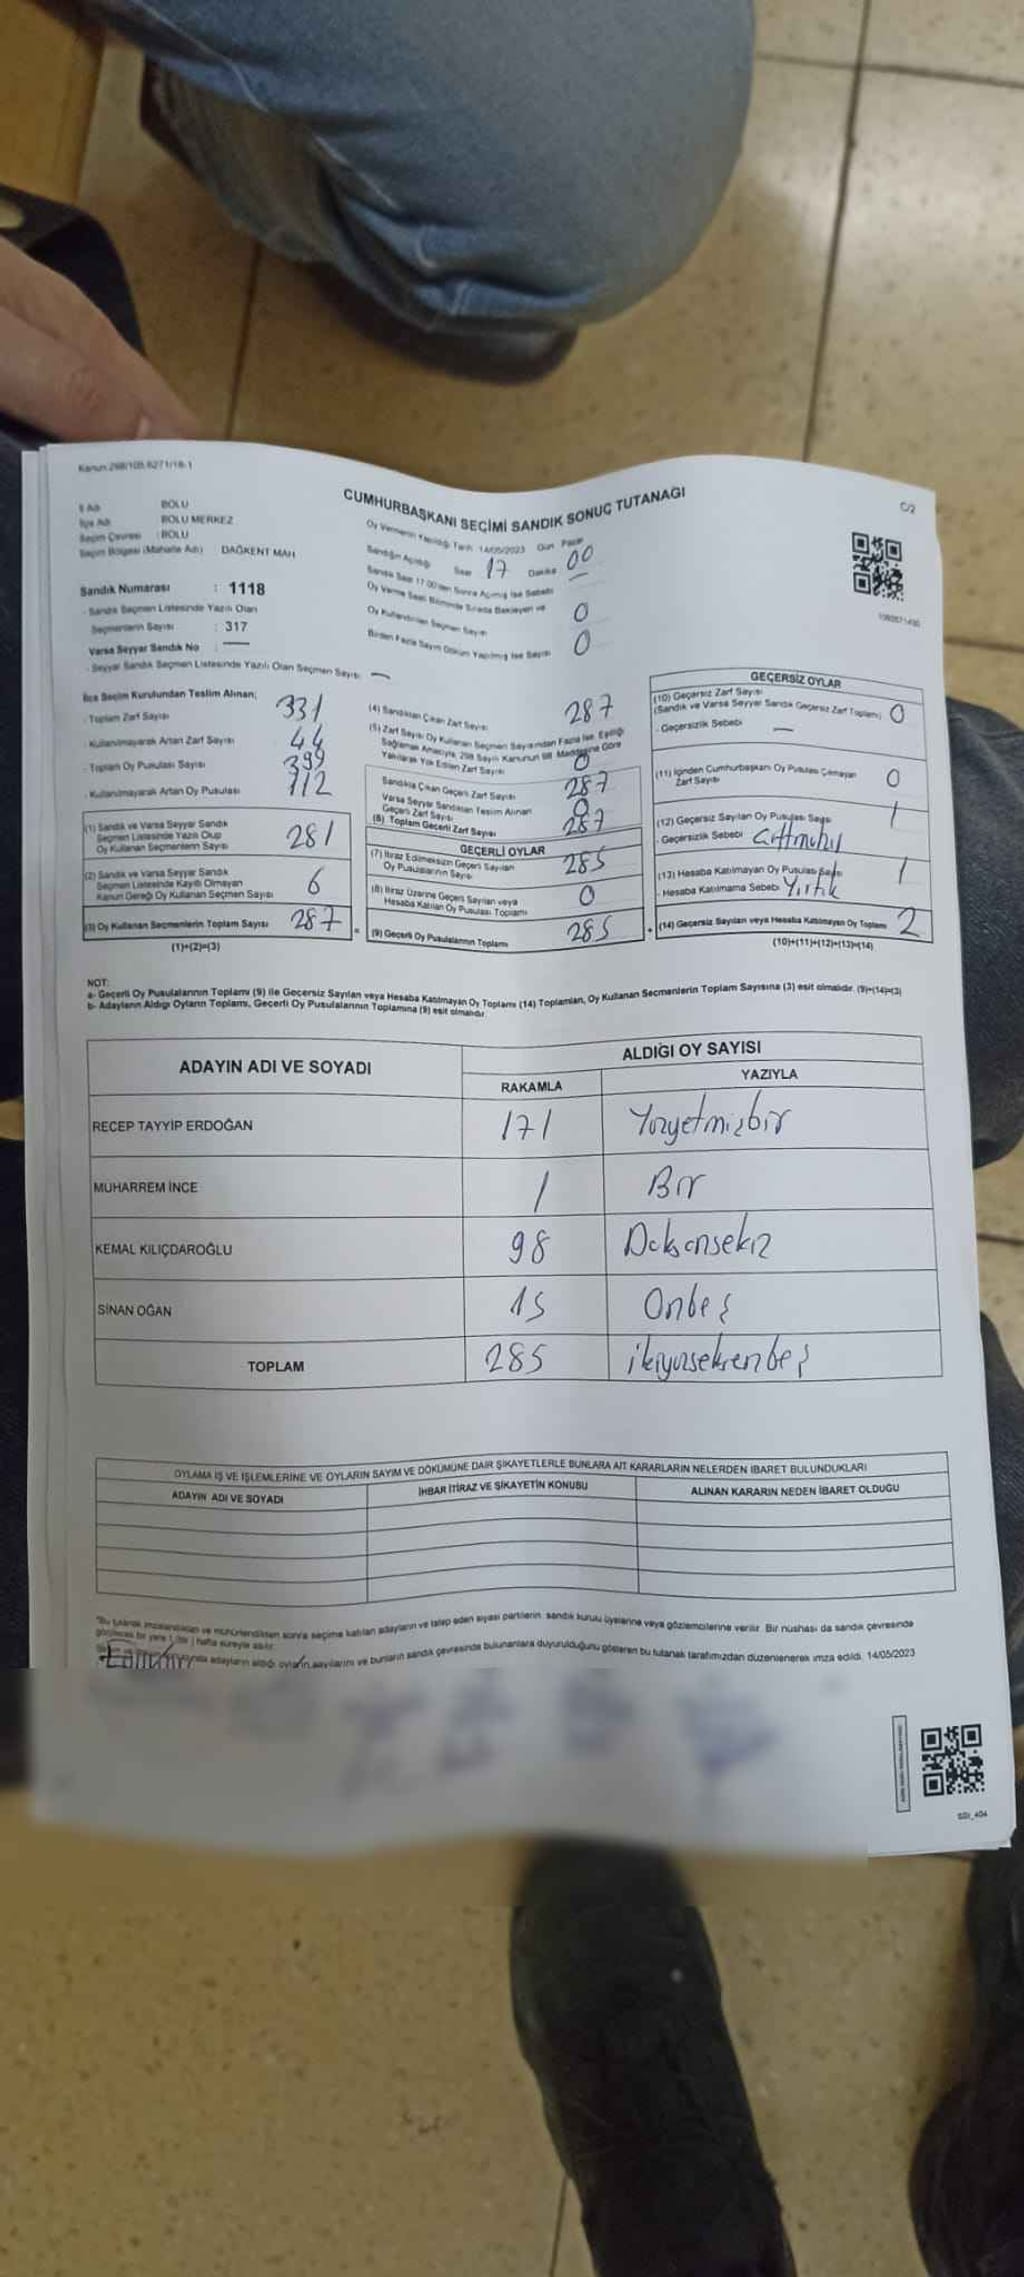 Kanun:298/105,6271/18-1
CUMHURBAŞKANI SEÇİMİ SANDIK SONUÇ TUTANAĞI
C/2
İl Adı BOLU
İlçe Adı BOLU MERKEZ
Seçim Çevresi : BOLU
Seçim Bölgesi (Mahalle Adı) : DAĞKENT MAH.
Sandık Numarası : 1118
- Sandık Seçmen Listesinde Yazılı Olan
Seçmenlerin Sayısı : 317
Varsa Seyyar Sandık No : —
- Seyyar Sandık Seçmen Listesinde Yazılı Olan Seçmen Sayısı —
Oy Vermenin Yapıldığı Tarih 14/05/2023 Gün Pazar
Sandığın Açıldığı Saat 17 Dakika 00
Sandık Saat 17.00'den Sonra Açılmış İse Sebebi —
Oy Verme Saati Bitiminde Sırada Bekleyen ve
Oy Kullandırılan Seçmen Sayısı 0
Birden Fazla Sayım Döküm Yapılmış İse Sayısı 0
İlçe Seçim Kurulundan Teslim Alınan;
- Toplam Zarf Sayısı 331
- Kullanılmayarak Artan Zarf Sayısı 44
- Toplam Oy Pusulası Sayısı 399
- Kullanılmayarak Artan Oy Pusulası 112
(1) Sandık ve Varsa Seyyar Sandık
Seçmen Listesinde Yazılı Olup
Oy Kullanan Seçmenlerin Sayısı 281
(2) Sandık ve Varsa Seyyar Sandık
Seçmen Listesinde Kayıtlı Olmayan
Kanun Gereği Oy Kullanan Seçmen Sayısı 6
(3) Oy Kullanan Seçmenlerin Toplam Sayısı 287
(1)+(2)=(3)
(4) Sandıktan Çıkan Zarf Sayısı 287
(5) Zarf Sayısı Oy Kullanan Seçmen Sayısından Fazla İse, Eşitliği
Sağlamak Amacıyla, 298 Sayılı Kanunun 98. Maddesine Göre
Yakılarak Yok Edilen Zarf Sayısı 0
Sandıkta Çıkan Geçerli Zarf Sayısı 287
Varsa Seyyar Sandıktan Teslim Alınan
Geçerli Zarf Sayısı 0
(6) Toplam Geçerli Zarf Sayısı 287
GEÇERLİ OYLAR
(7) İtiraz Edilmeksizin Geçerli Sayılan
Oy Pusulalarının Sayısı 285
(8) İtiraz Üzerine Geçerli Sayılan veya
Hesaba Katılan Oy Pusulası Toplamı 0
(9) Geçerli Oy Pusulalarının Toplamı 285
GEÇERSİZ OYLAR
(10) Geçersiz Zarf Sayısı
(Sandık ve Varsa Seyyar Sandık Geçersiz Zarf Toplamı) 0
- Geçersizlik Sebebi —
(11) İçinden Cumhurbaşkanı Oy Pusulası Çıkmayan
Zarf Sayısı 0
(12) Geçersiz Sayılan Oy Pusulası Sayısı 1
- Geçersizlik Sebebi
(13) Hesaba Katılmayan Oy Pusulası Sayısı 1
- Hesaba Katılmama Sebebi Yırtık
(14) Geçersiz Sayılan veya Hesaba Katılmayan Oy Toplamı 2
(10)+(11)+(12)+(13)=(14)
NOT:
a- Geçerli Oy Pusulalarının Toplamı (9) ile Geçersiz Sayılan veya Hesaba Katılmayan Oy Toplamı (14) Toplamları, Oy Kullanan Seçmenlerin Toplam Sayısına (3) eşit olmalıdır. (9)+(14)=(3)
b- Adayların Aldığı Oyların Toplamı, Geçerli Oy Pusulalarının Toplamına (9) eşit olmalıdır.
ADAYIN ADI VE SOYADI
ALDIĞI OY SAYISI
RAKAMLA YAZIYLA
RECEP TAYYİP ERDOĞAN 171 Yüzyetmişbir
MUHARREM İNCE 1 Bir
KEMAL KILIÇDAROĞLU 98 Doksansekiz
SİNAN OĞAN 15 Onbeş
TOPLAM 285 ikiyüzseksenbeş
OYLAMA İŞ VE İŞLEMLERİNE VE OYLARIN SAYIM VE DÖKÜMÜNE DAİR ŞİKAYETLERLE BUNLARA AİT KARARLARIN NELERDEN İBARET BULUNDUKLARI
ADAYIN ADI VE SOYADI
İHBAR İTİRAZ VE ŞİKAYETİN KONUSU
ALINAN KARARIN NEDEN İBARET OLDUĞU
"Bu tutanak imzalandıktan ve mühürlendikten sonra seçime katılan adayların ve talep eden siyasi partilerin sandık kurulu üyelerine veya gözlemcilerine verilir. Bir nüshası da sandık çevresinde
görülecek bir yere 1 (bir) hafta süreyle asılır.
adayların aldığı oyların sayılarını ve bunların sandık çevresinde bulunanlara duyurulduğunu gösteren bu tutanak tarafımızdan düzenlenerek imza edildi. 14/05/2023